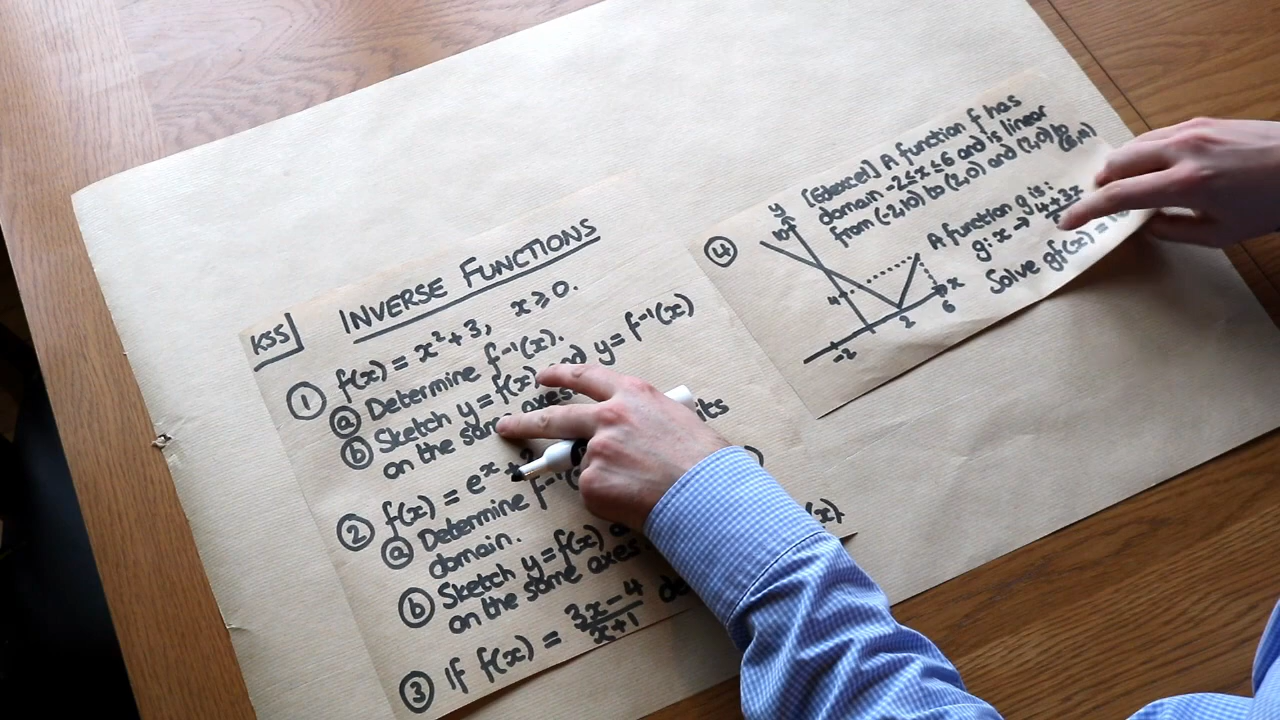 KS5
INVERSE FUNCTIONS
① f(x) = x² + 3, x ⩾ 0.
ⓐ Determine f⁻¹(x).
ⓑ Sketch y = f(x) and y = f⁻¹(x)
on the same axes.
② f(x) = eˣ +
ⓐ Determine f⁻¹(
domain.
ⓑ Sketch y = f(x)
on the same axes
(x).
③ If f(x) = 3x-4/x+1
④ [Edexcel] A function f has
domain -2 ≤ x ≤ 6 and is linear
from (-2,10) to (2,0) and (2,0) to
(6,4)
A function g is:
g: x → 4+3x
Solve gf(x) =
y
10
4
-2
2
6
x